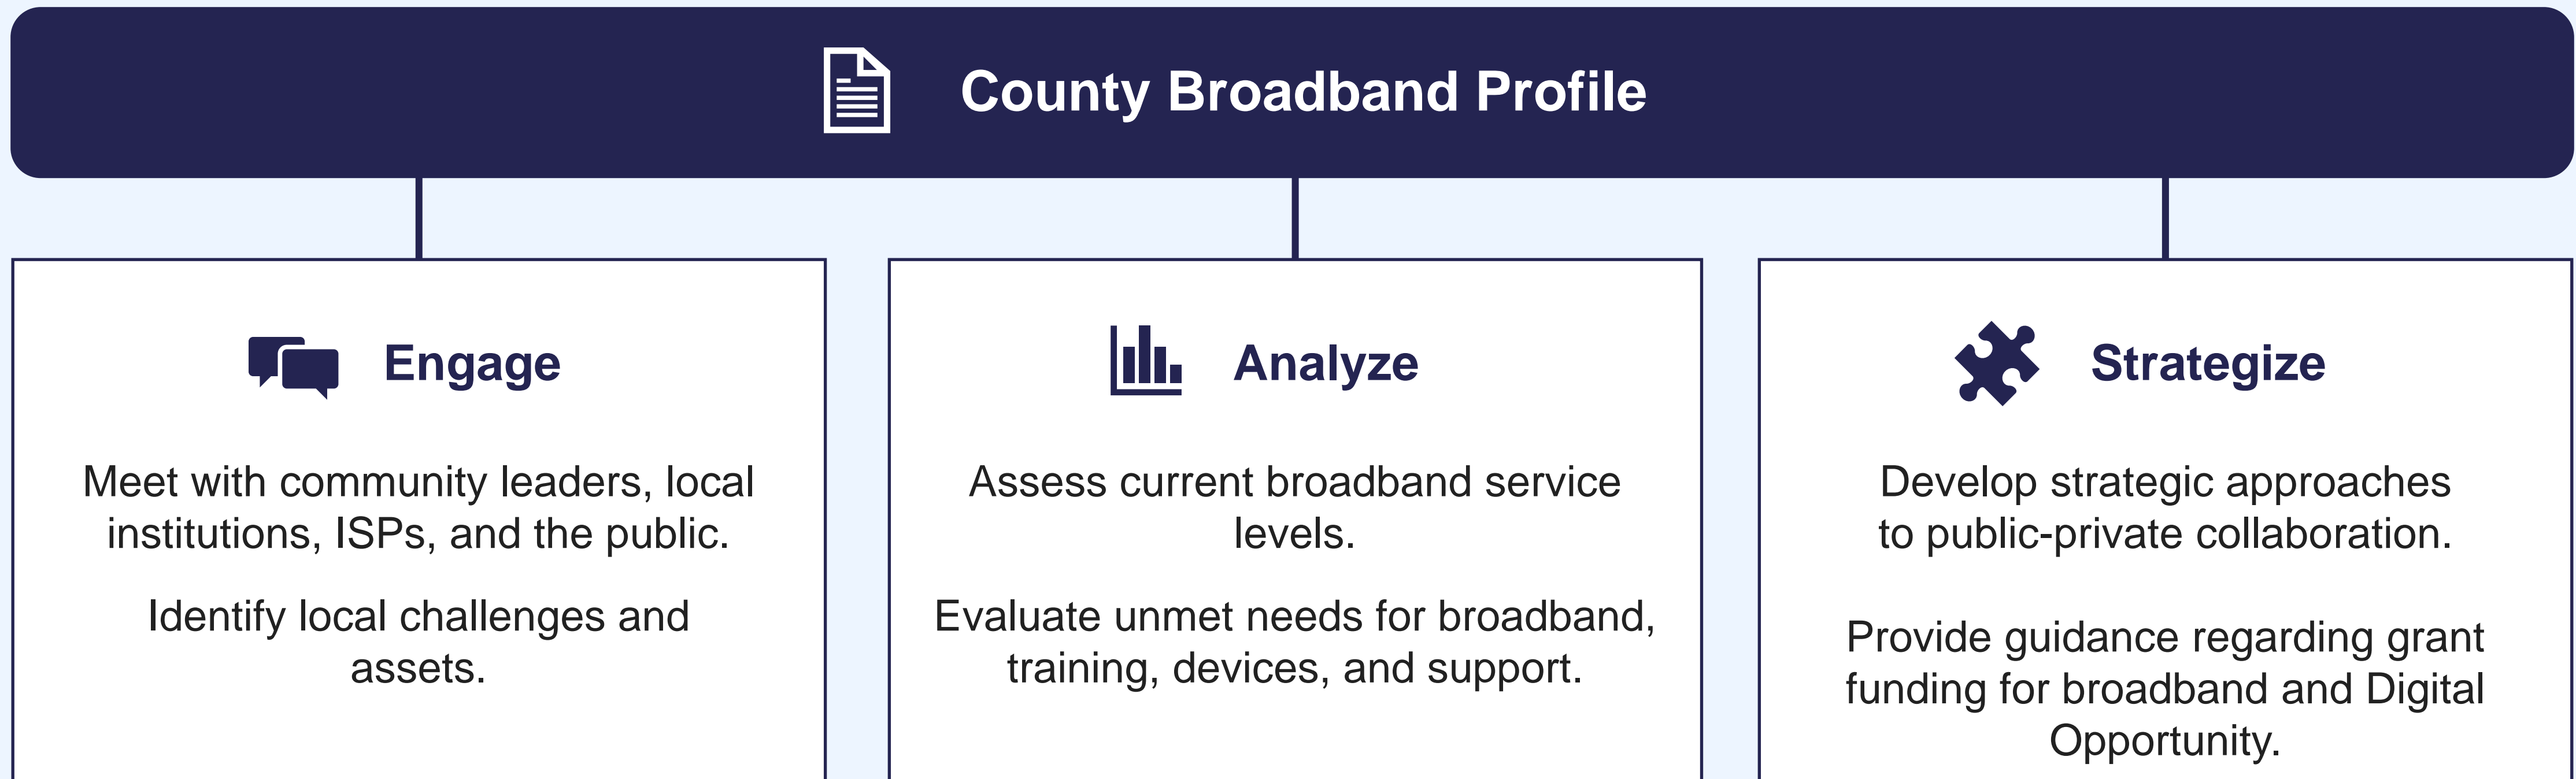 County Broadband Profile
Engage
Meet with community leaders, local
institutions, ISPs, and the public.
Identify local challenges and
assets.
Analyze
Assess current broadband service
levels.
Evaluate unmet needs for broadband,
training, devices, and support.
Strategize
Develop strategic approaches
to public-private collaboration.
Provide guidance regarding grant
funding for broadband and Digital
Opportunity.